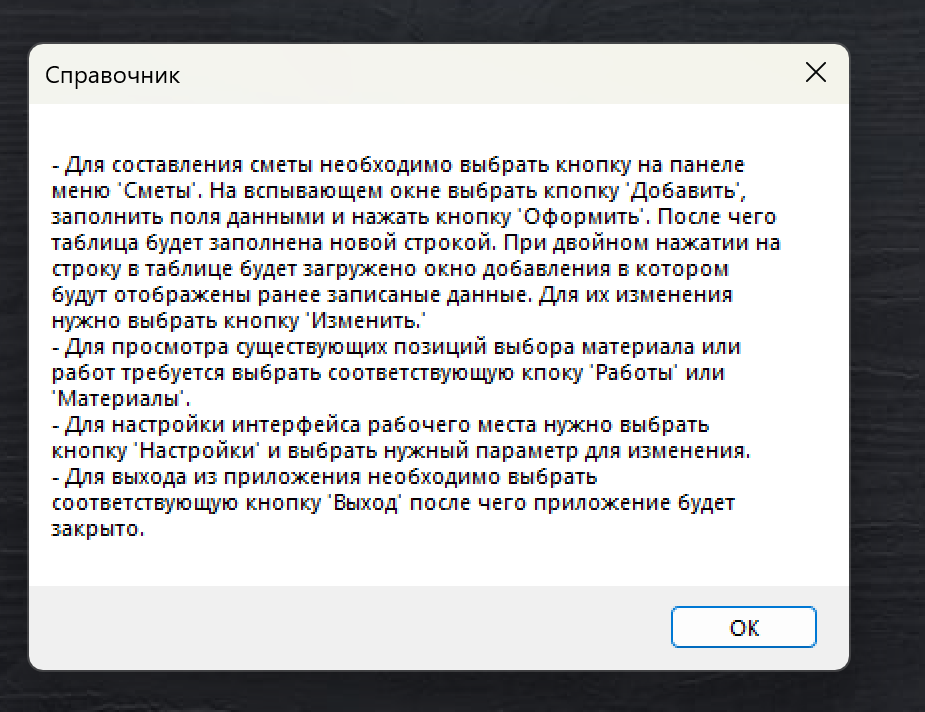 Справочник
- Для составления сметы необходимо выбрать кнопку на панеле
меню 'Сметы'. На вспывающем окне выбрать кпопку 'Добавить',
заполнить поля данными и нажать кнопку 'Оформить'. После чего
таблица будет заполнена новой строкой. При двойном нажатии на
строку в таблице будет загружено окно добавления в котором
будут отображены ранее записаные данные. Для их изменения
нужно выбрать кнопку 'Изменить.'
- Для просмотра существующих позиций выбора материала или
работ требуется выбрать соответствующую кпоку 'Работы' или
'Материалы'.
- Для настройки интерфейса рабочего места нужно выбрать
кнопку 'Настройки' и выбрать нужный параметр для изменения.
- Для выхода из приложения необходимо выбрать
соответствующую кнопку 'Выход' после чего приложение будет
закрыто.
ОК